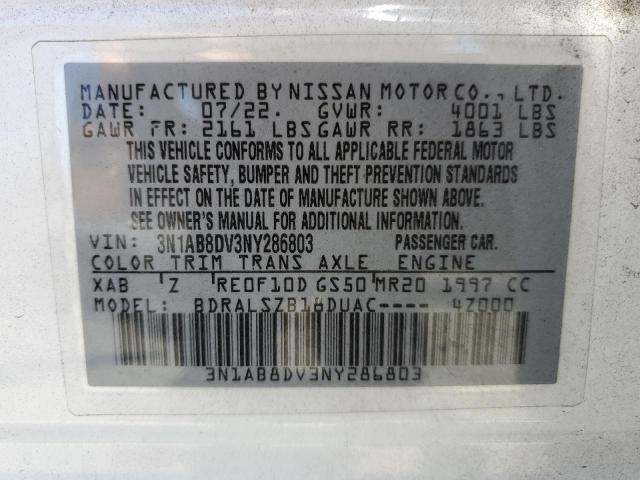 MANUFACTURED BY NISSAN MOTOR CO., LTD.
DATE: 07/22. GVWR: 4001 LBS
GAWR FR: 2161 LBS GAWR RR: 1863 LBS
THIS VEHICLE CONFORMS TO ALL APPLICABLE FEDERAL MOTOR
VEHICLE SAFETY, BUMPER AND THEFT PREVENTION STANDARDS
IN EFFECT ON THE DATE OF MANUFACTURE SHOWN ABOVE.
SEE OWNER'S MANUAL FOR ADDITIONAL INFORMATION.
VIN: 3N1AB8DV3NY286803 PASSENGER CAR.
COLOR TRIM TRANS AXLE ENGINE
XAB Z RE0F10D GS50 MR20 1997 CC
MODEL: BDRALSZB18DUAC---- 4Z000
3N1AB8DV3NY286803